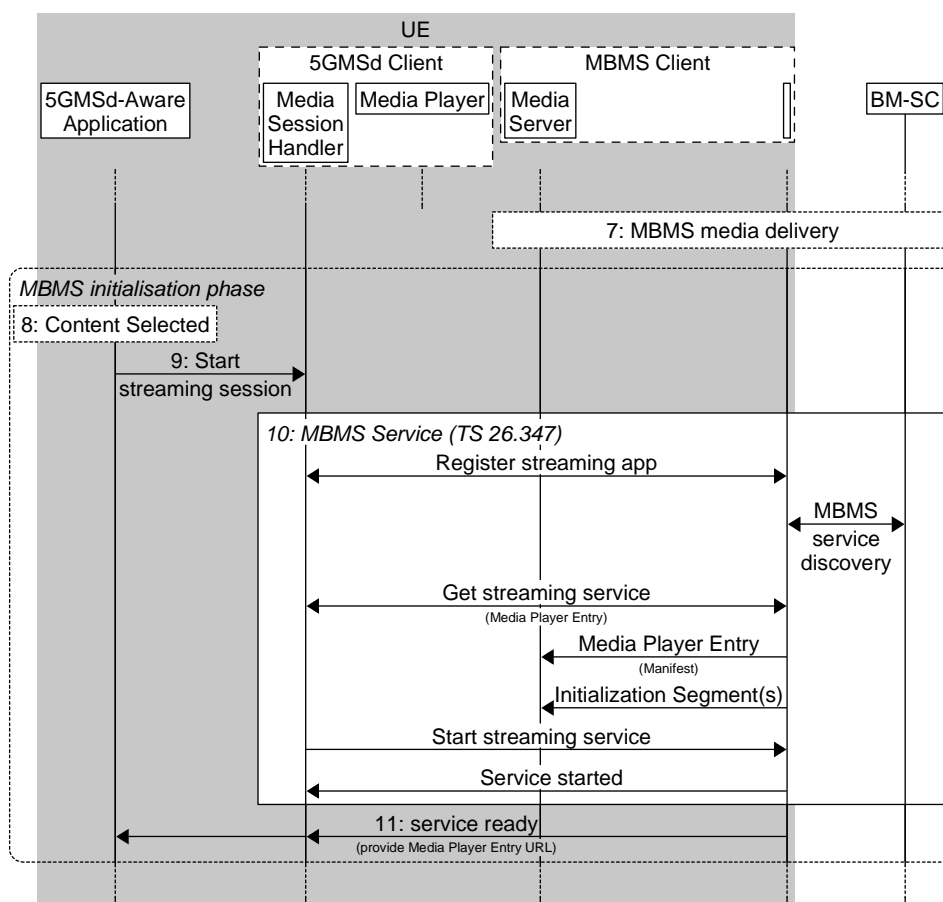 UE
5GMSd Client
MBMS Client
5GMSd-Aware
Application
Media
Session
Handler
Media Player
Media
Server
BM-SC
7: MBMS media delivery
MBMS initialisation phase
8: Content Selected
9: Start
streaming session
10: MBMS Service (TS 26.347)
Register streaming app
MBMS
service
discovery
Get streaming service
(Media Player Entry)
Media Player Entry
(Manifest)
Initialization Segment(s)
Start streaming service
Service started
11: service ready
(provide Media Player Entry URL)